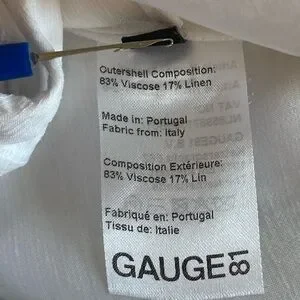 Outershell Composition:
83% Viscose 17% Linen
Made in: Portugal
Fabric from: Italy
Composition Extérieure:
83% Viscose 17% Lin
Fabriqué en: Portugal
Tissu de: Italie
GAUGE81